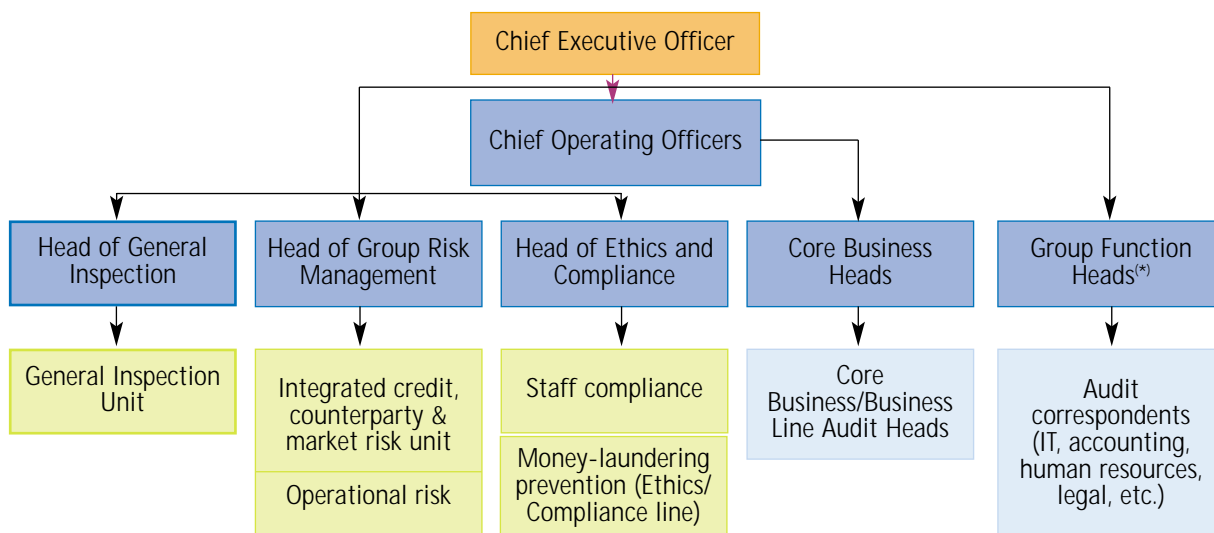 Chief Executive Officer
Chief Operating Officers
Head of General
Inspection
Head of Group Risk
Management
Head of Ethics and
Compliance
Core Business
Heads
Group Function
Heads(*)
General Inspection
Unit
Integrated credit,
counterparty &
market risk unit
Operational risk
Staff compliance
Money-laundering
prevention (Ethics/
Compliance line)
Core
Business/Business
Line Audit Heads
Audit
correspondents
(IT, accounting,
human resources,
legal, etc.)